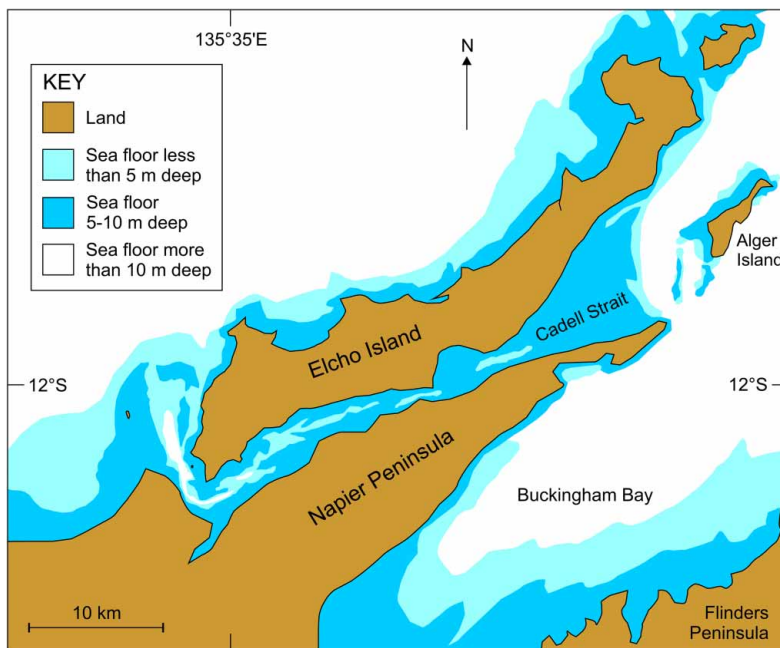 135°35'E
N
KEY
Land
Sea floor less
than 5 m deep
Sea floor
5-10 m deep
Sea floor more
than 10 m deep
Alger
Island
Cadell Strait
Elcho Island
12°S
12°S
Napier Peninsula
Buckingham Bay
10 km
Flinders
Peninsula